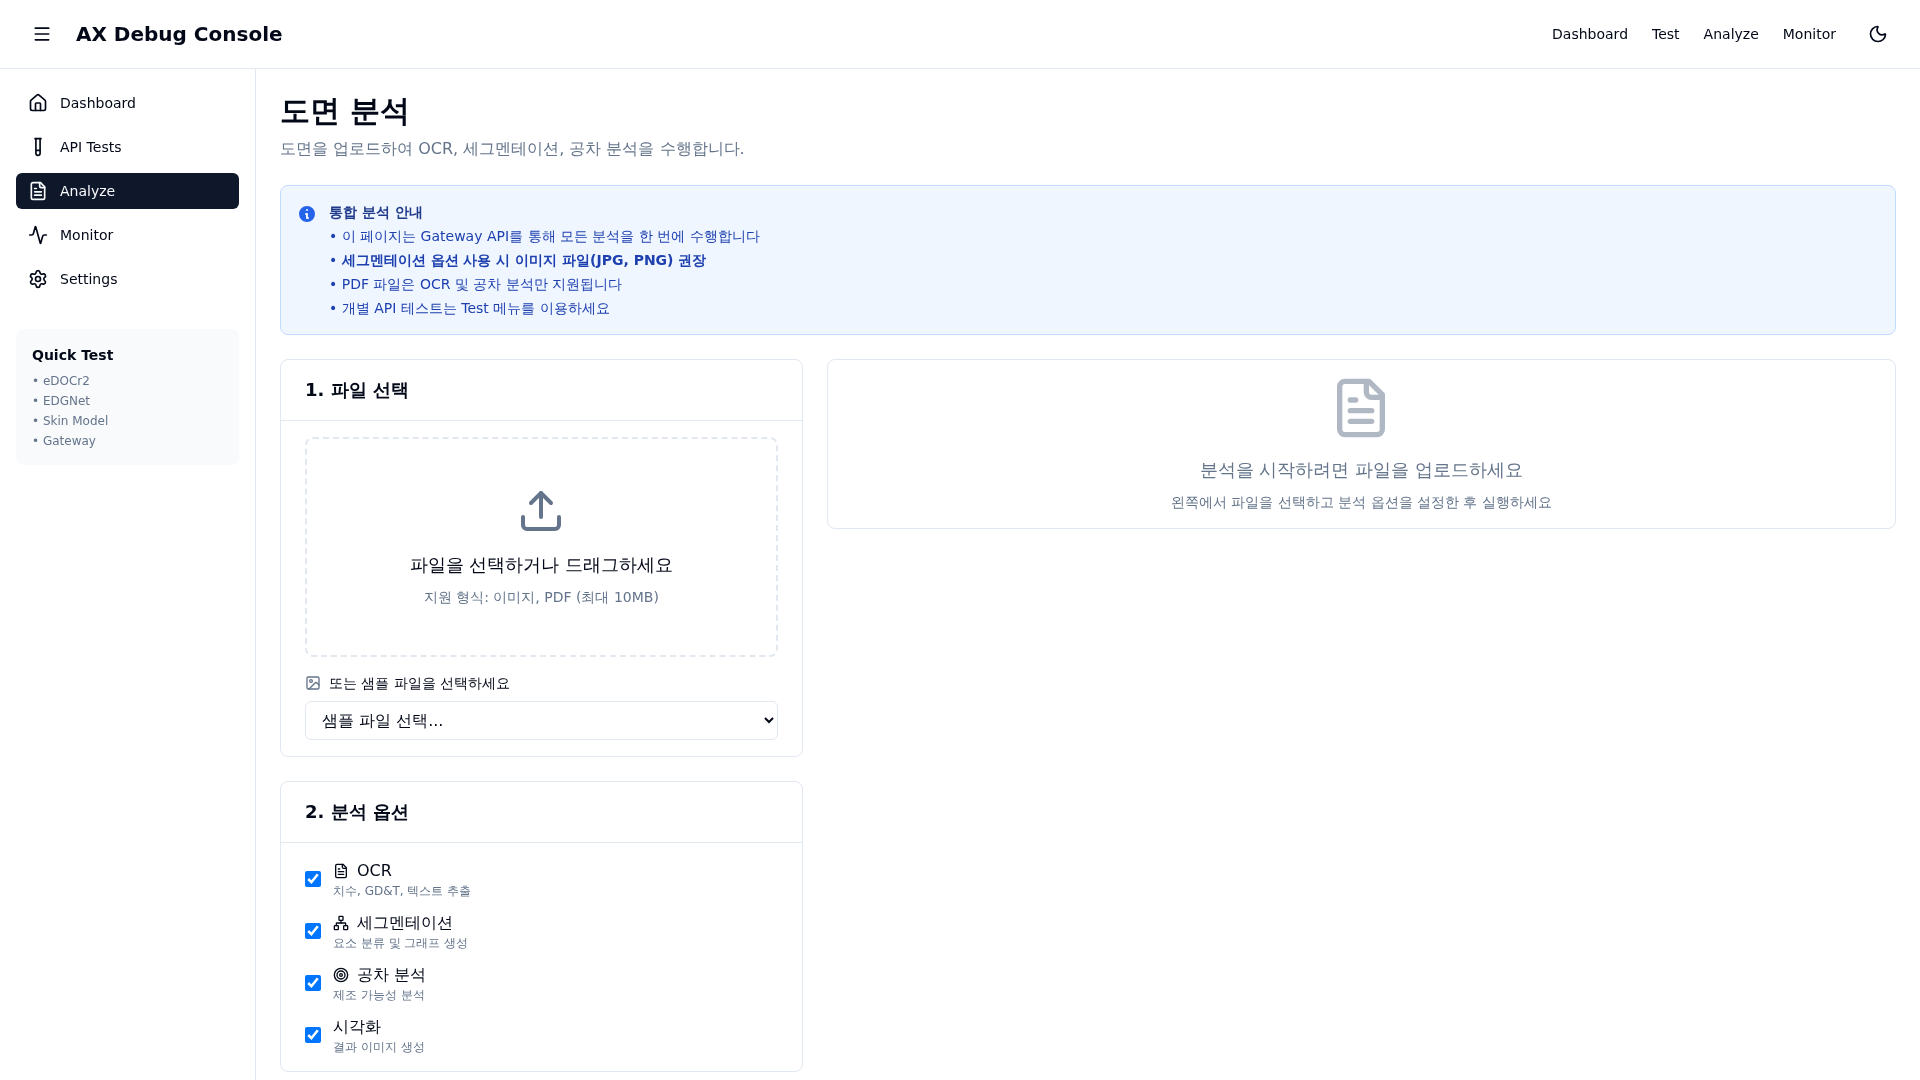 AX Debug Console
Dashboard
Test
Analyze
Monitor
Dashboard
API Tests
Analyze
Monitor
Settings
Quick Test
• eDOCr2
• EDGNet
• Skin Model
• Gateway
도면 분석
도면을 업로드하여 OCR, 세그멘테이션, 공차 분석을 수행합니다.
통합 분석 안내
• 이 페이지는 Gateway API를 통해 모든 분석을 한 번에 수행합니다
• 세그멘테이션 옵션 사용 시 이미지 파일(JPG, PNG) 권장
• PDF 파일은 OCR 및 공차 분석만 지원됩니다
• 개별 API 테스트는 Test 메뉴를 이용하세요
1. 파일 선택
파일을 선택하거나 드래그하세요
지원 형식: 이미지, PDF (최대 10MB)
또는 샘플 파일을 선택하세요
샘플 파일 선택...
2. 분석 옵션
OCR
치수, GD&T, 텍스트 추출
세그멘테이션
요소 분류 및 그래프 생성
공차 분석
제조 가능성 분석
시각화
결과 이미지 생성
분석을 시작하려면 파일을 업로드하세요
왼쪽에서 파일을 선택하고 분석 옵션을 설정한 후 실행하세요